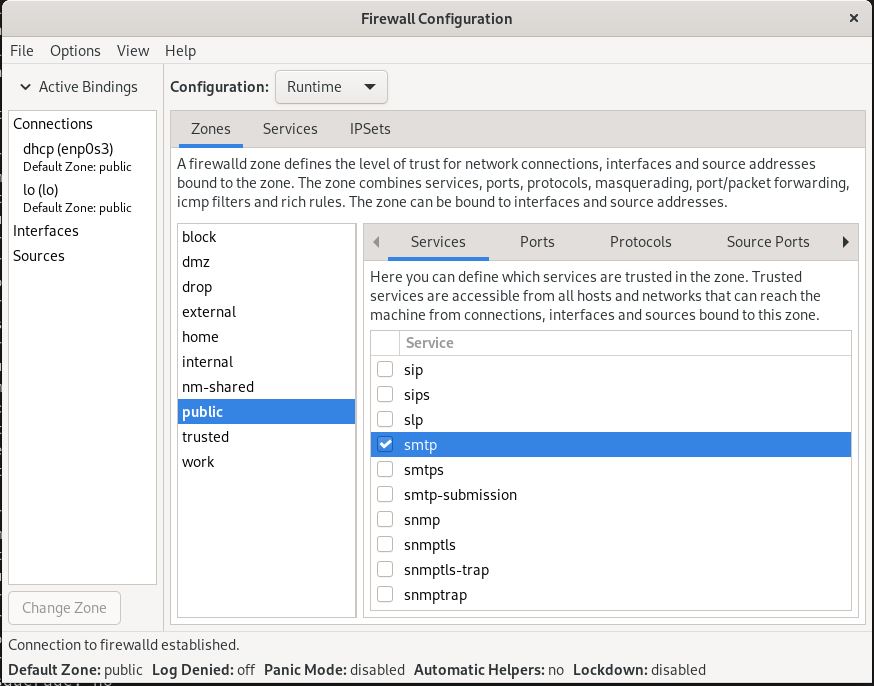 Firewall Configuration
File Options View Help
Active Bindings
Configuration: Runtime
Connections
dhcp (enp0s3)
Default Zone: public
lo (lo)
Default Zone: public
Interfaces
Sources
Change Zone
Zones Services IPSets
A firewalld zone defines the level of trust for network connections, interfaces and source addresses
bound to the zone. The zone combines services, ports, protocols, masquerading, port/packet forwarding,
icmp filters and rich rules. The zone can be bound to interfaces and source addresses.
block
dmz
drop
external
home
internal
nm-shared
public
trusted
work
Services Ports Protocols Source Ports
Here you can define which services are trusted in the zone. Trusted
services are accessible from all hosts and networks that can reach the
machine from connections, interfaces and sources bound to this zone.
Service
sip
sips
slp
smtp
smtps
smtp-submission
snmp
snmptls
snmptls-trap
snmptrap
Connection to firewalld established.
Default Zone: public Log Denied: off Panic Mode: disabled Automatic Helpers: no Lockdown: disabled